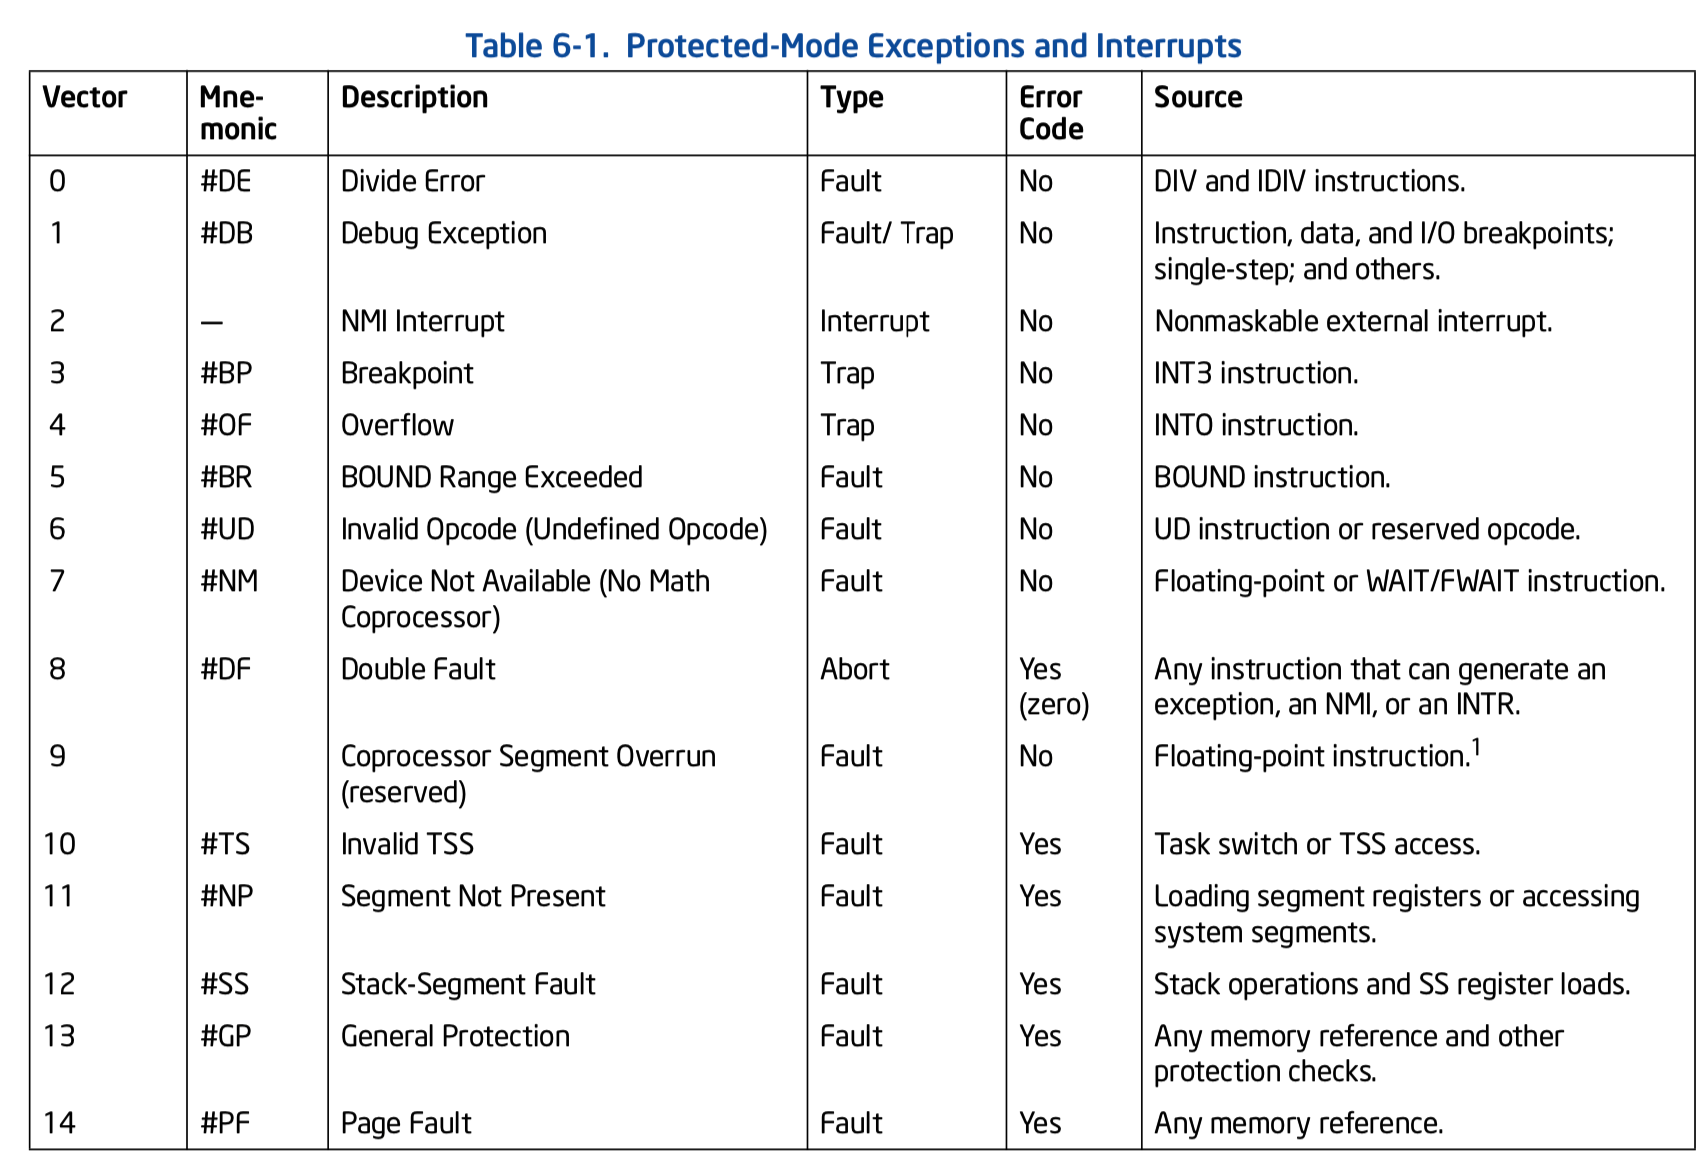 Table 6-1. Protected-Mode Exceptions and Interrupts
Vector Mne- Description Type Error Source
monic Code
0 #DE Divide Error Fault No DIV and IDIV instructions.
1 #DB Debug Exception Fault/ Trap No Instruction, data, and I/O breakpoints;
single-step; and others.
2 — NMI Interrupt Interrupt No Nonmaskable external interrupt.
3 #BP Breakpoint Trap No INT3 instruction.
4 #OF Overflow Trap No INTO instruction.
5 #BR BOUND Range Exceeded Fault No BOUND instruction.
6 #UD Invalid Opcode (Undefined Opcode) Fault No UD instruction or reserved opcode.
7 #NM Device Not Available (No Math Fault No Floating-point or WAIT/FWAIT instruction.
Coprocessor)
8 #DF Double Fault Abort Yes Any instruction that can generate an
(zero) exception, an NMI, or an INTR.
9 Coprocessor Segment Overrun Fault No Floating-point instruction.1
(reserved)
10 #TS Invalid TSS Fault Yes Task switch or TSS access.
11 #NP Segment Not Present Fault Yes Loading segment registers or accessing
system segments.
12 #SS Stack-Segment Fault Fault Yes Stack operations and SS register loads.
13 #GP General Protection Fault Yes Any memory reference and other
protection checks.
14 #PF Page Fault Fault Yes Any memory reference.